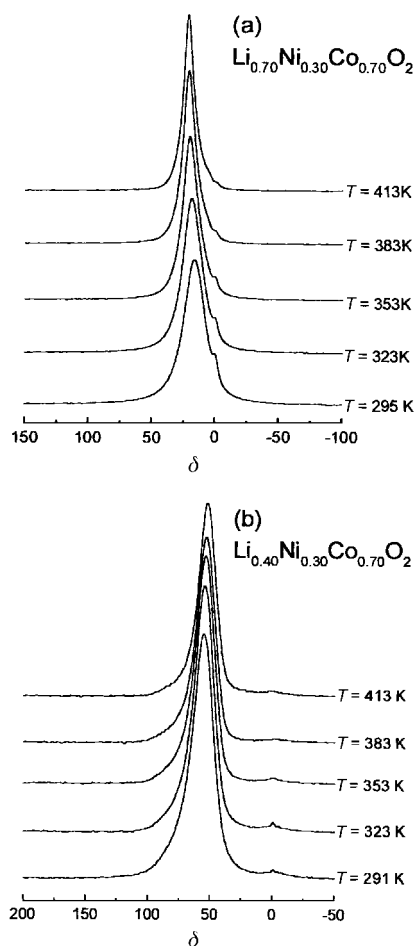 (a)
Li0.70Ni0.30Co0.70O2
T = 413K
T = 383K
T = 353K
T = 323K
T = 295 K
150 100 50 0 -50 -100
δ
(b)
Li0.40Ni0.30Co0.70O2
T = 413 K
T = 383 K
T = 353 K
T = 323 K
T = 291 K
200 150 100 50 0 -50
δ